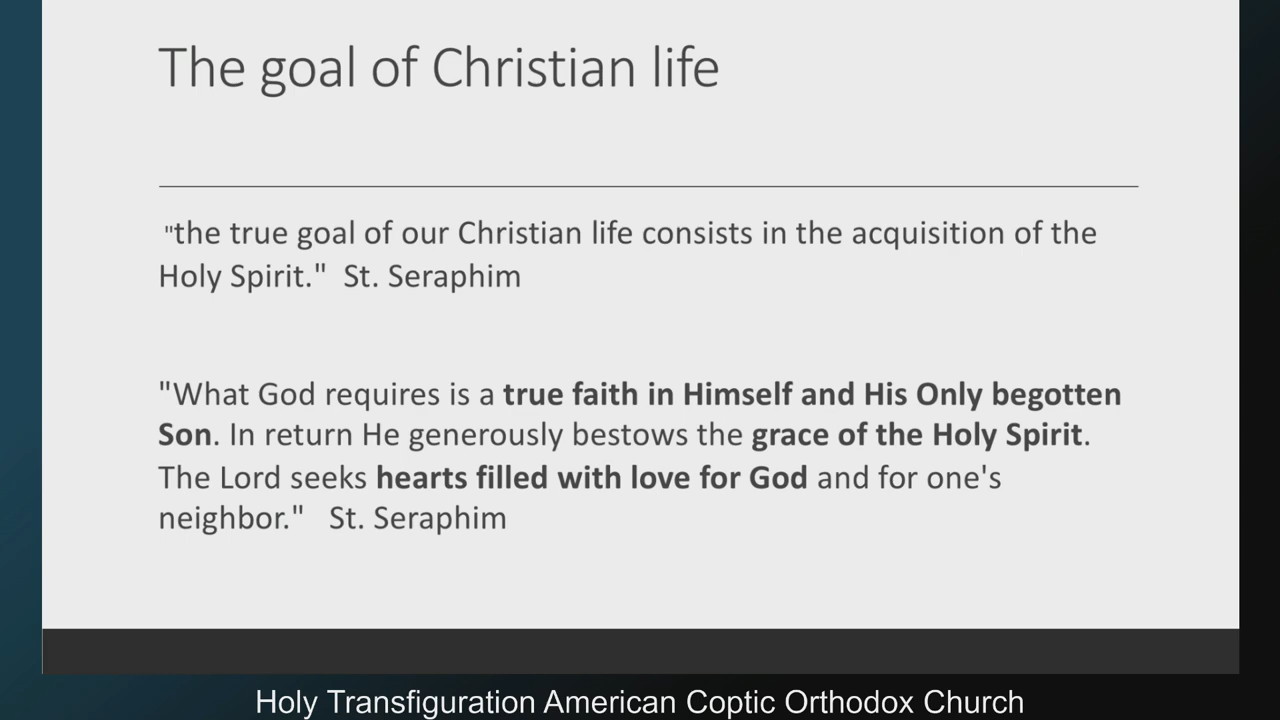 The goal of Christian life
"the true goal of our Christian life consists in the acquisition of the
Holy Spirit."  St. Seraphim
"What God requires is a true faith in Himself and His Only begotten
Son. In return He generously bestows the grace of the Holy Spirit.
The Lord seeks hearts filled with love for God and for one's
neighbor."   St. Seraphim
Holy Transfiguration American Coptic Orthodox Church